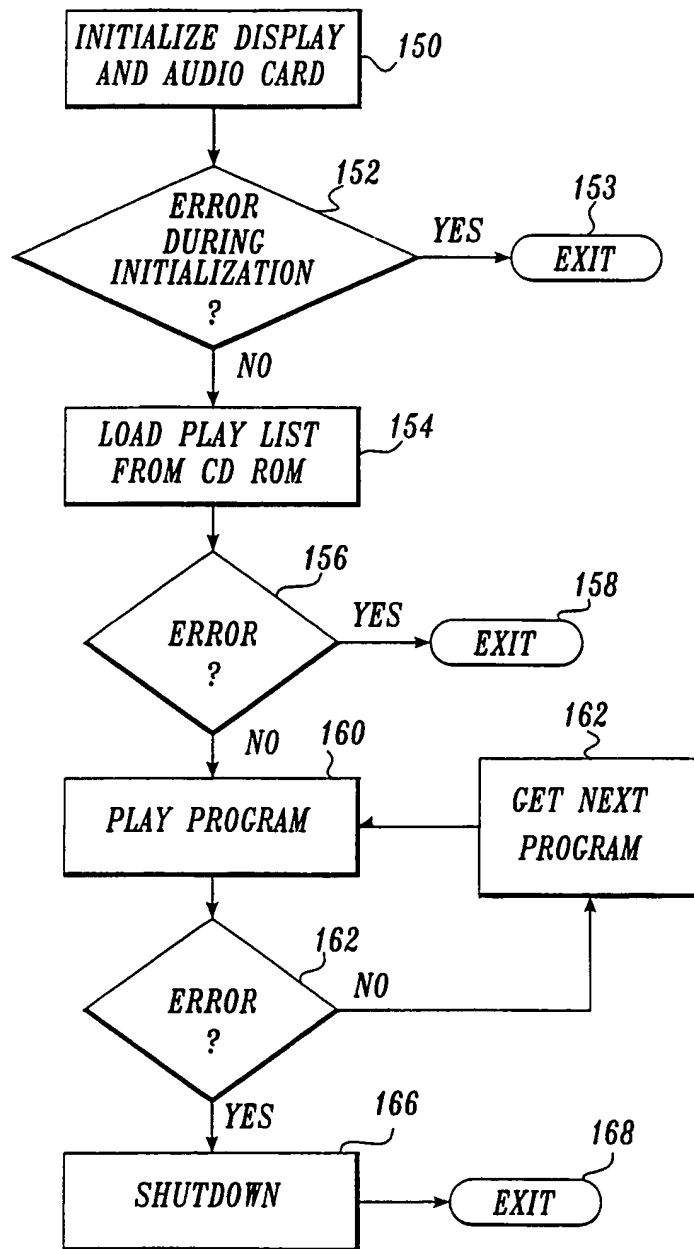 INITIALIZE DISPLAY
AND AUDIO CARD
150
152
ERROR
DURING
INITIALIZATION
?
YES
153
EXIT
NO
LOAD PLAY LIST
FROM CD ROM
154
156
ERROR
?
YES
158
EXIT
NO
160
PLAY PROGRAM
162
GET NEXT
PROGRAM
162
ERROR
?
NO
YES
166
SHUTDOWN
168
EXIT